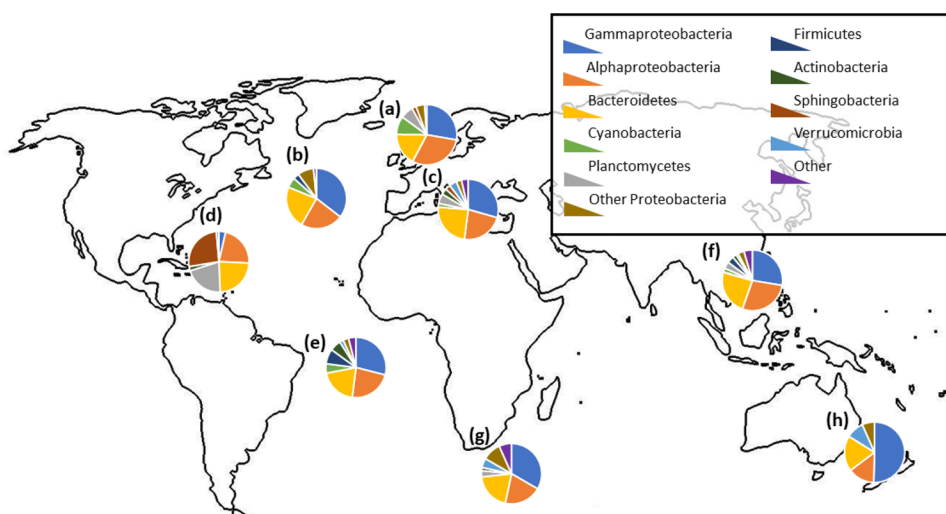 Gammaproteobacteria
Alphaproteobacteria
Bacteroidetes
Cyanobacteria
Planctomycetes
Other Proteobacteria
Firmicutes
Actinobacteria
Sphingobacteria
Verrucomicrobia
Other
(a)
(b)
(c)
(d)
(e)
(f)
(g)
(h)